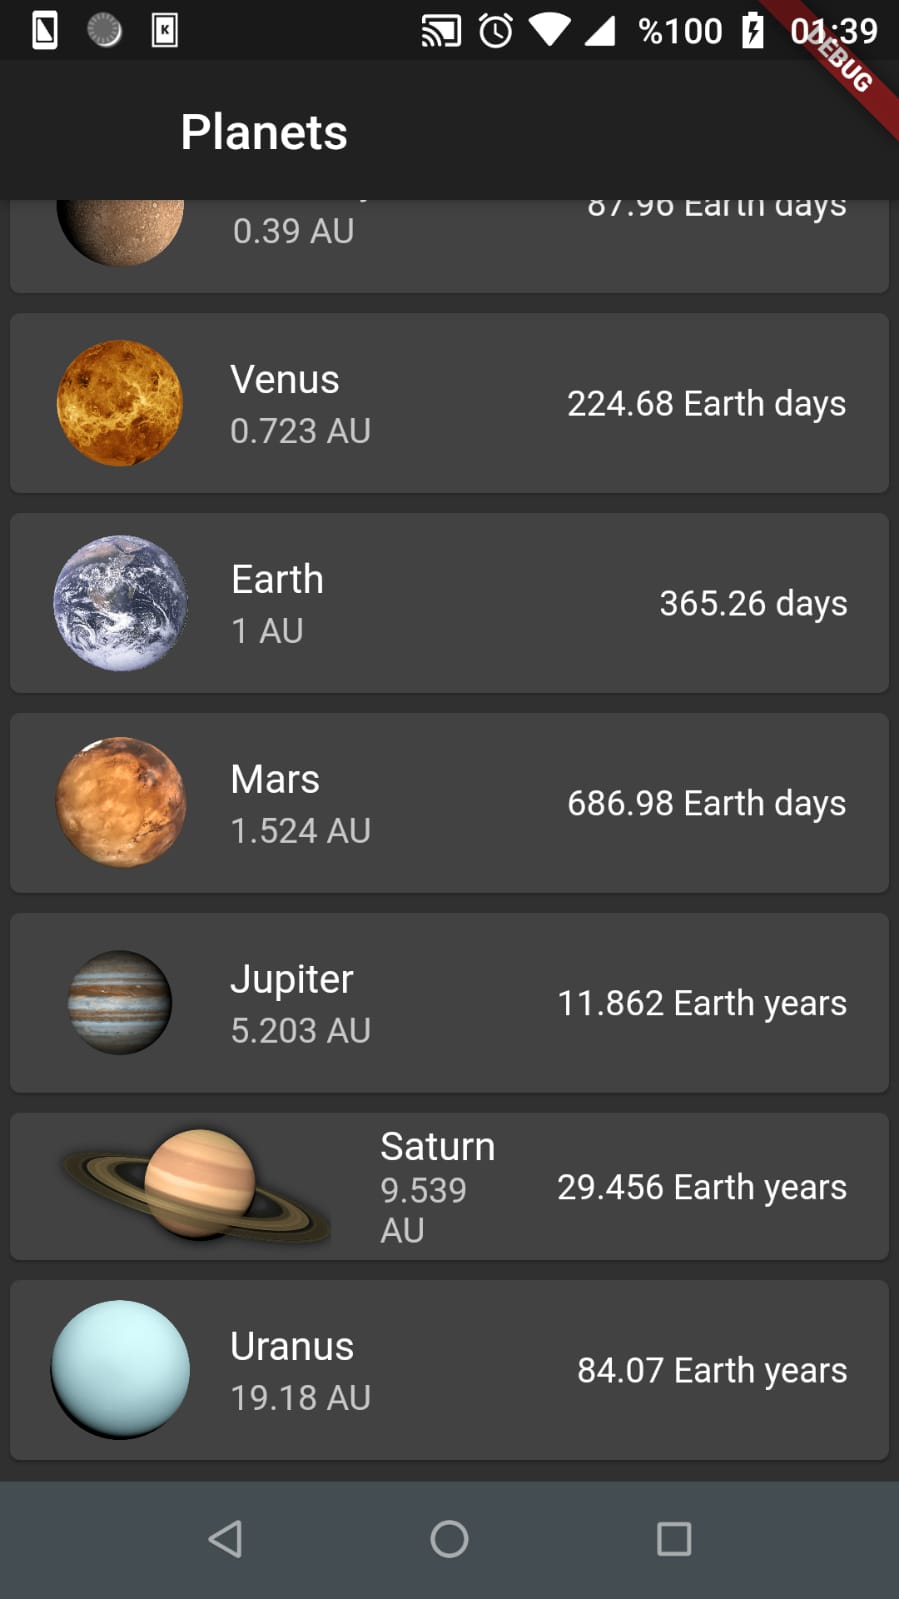 %100
01:39
DEBUG
Planets
87.96 Earth days
0.39 AU
Venus
0.723 AU
224.68 Earth days
Earth
1 AU
365.26 days
Mars
1.524 AU
686.98 Earth days
Jupiter
5.203 AU
11.862 Earth years
Saturn
9.539
AU
29.456 Earth years
Uranus
19.18 AU
84.07 Earth years